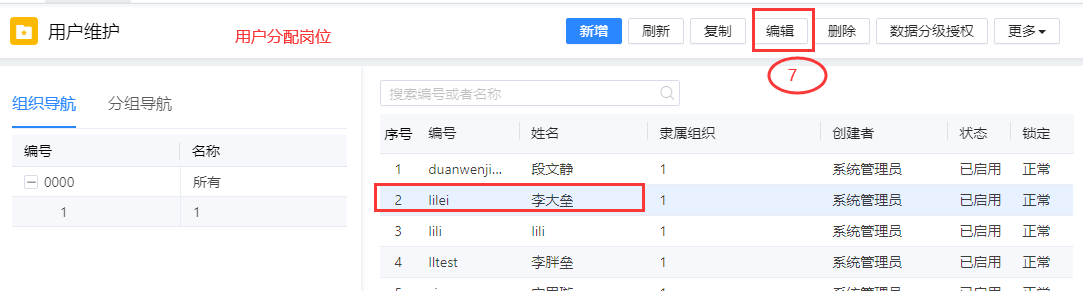 用户维护
用户分配岗位
新增 刷新 复制 编辑 删除 数据分级授权 更多
7
组织导航 分组导航
搜索编号或者名称
编号 名称
0000 所有
1 1
序号 编号 姓名 隶属组织 创建者 状态 锁定
1 duanwenji... 段文静 1 系统管理员 已启用 正常
2 lilei 李大垒 1 系统管理员 已启用 正常
3 lili lili 1 系统管理员 已启用 正常
4 lltest 李胖垒 1 系统管理员 已启用 正常